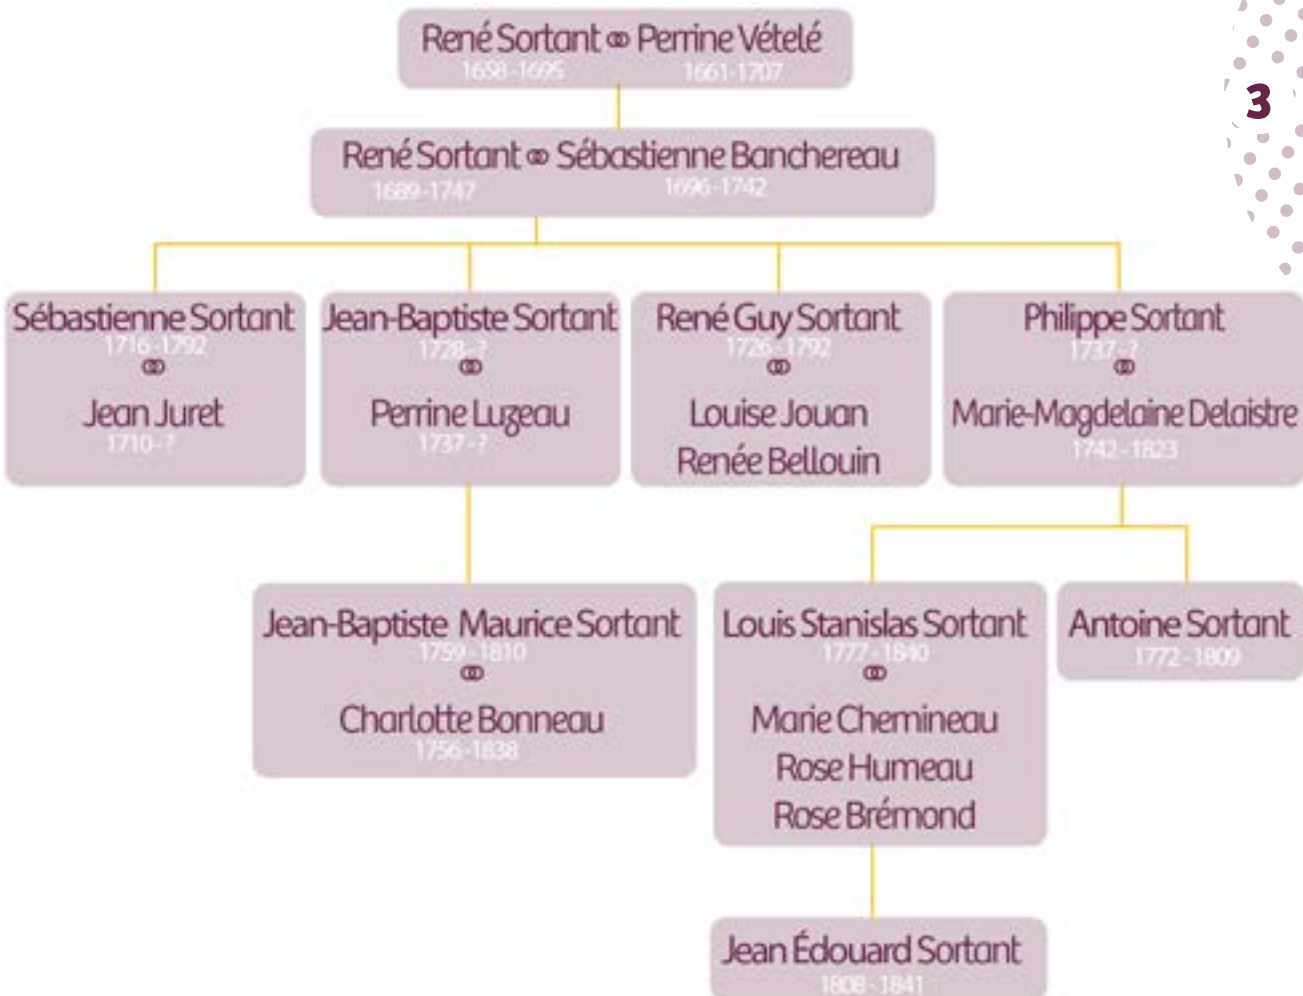 René Sortant ⚭ Perrine Vételé
1658-1695 1661-1707
3
René Sortant ⚭ Sébastienne Banchereau
1689-1747 1696-1742
Sébastienne Sortant
1716-1792
⚭
Jean Juret
1710-?
Jean-Baptiste Sortant
1728-?
⚭
Perrine Luzeau
1737-?
René Guy Sortant
1726-1792
⚭
Louise Jouan
Renée Bellouin
Philippe Sortant
1737-?
⚭
Marie-Magdelaine Delaistre
1742-1823
Jean-Baptiste Maurice Sortant
1759-1810
⚭
Charlotte Bonneau
1756-1838
Louis Stanislas Sortant
1777-1840
⚭
Marie Chemineau
Rose Humeau
Rose Brémond
Antoine Sortant
1772-1809
Jean Édouard Sortant
1808-1841